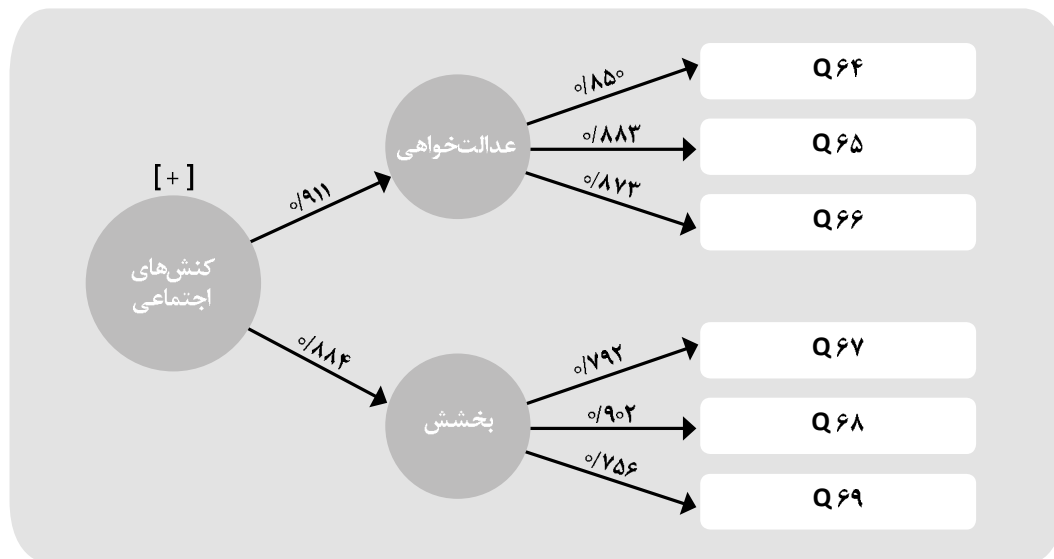 [+]
کنش‌های
اجتماعی
۰/۹۱۱
۰/۸۸۴
عدالت‌خواهی
۰/۸۵۰
۰/۸۸۳
۰/۸۷۳
Q۶۴
Q۶۵
Q۶۶
بخشش
۰/۷۹۲
۰/۹۰۲
۰/۷۵۶
Q۶۷
Q۶۸
Q۶۹